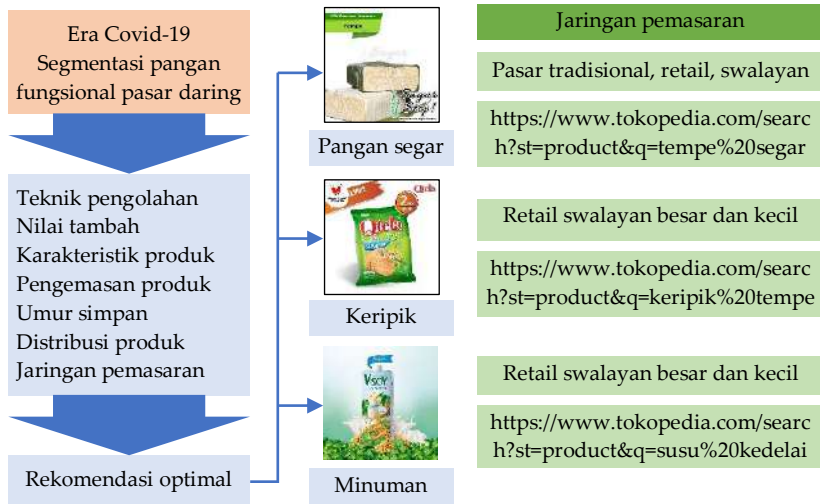 Era Covid-19
Segmentasi pangan
fungsional pasar daring
Teknik pengolahan
Nilai tambah
Karakteristik produk
Pengemasan produk
Umur simpan
Distribusi produk
Jaringan pemasaran
Rekomendasi optimal
Pangan segar
Qtela
Keripik
V-SOY
Minuman
Jaringan pemasaran
Pasar tradisional, retail, swalayan
https://www.tokopedia.com/searc
h?st=product&q=tempe%20segar
Retail swalayan besar dan kecil
https://www.tokopedia.com/searc
h?st=product&q=keripik%20tempe
Retail swalayan besar dan kecil
https://www.tokopedia.com/searc
h?st=product&q=susu%20kedelai